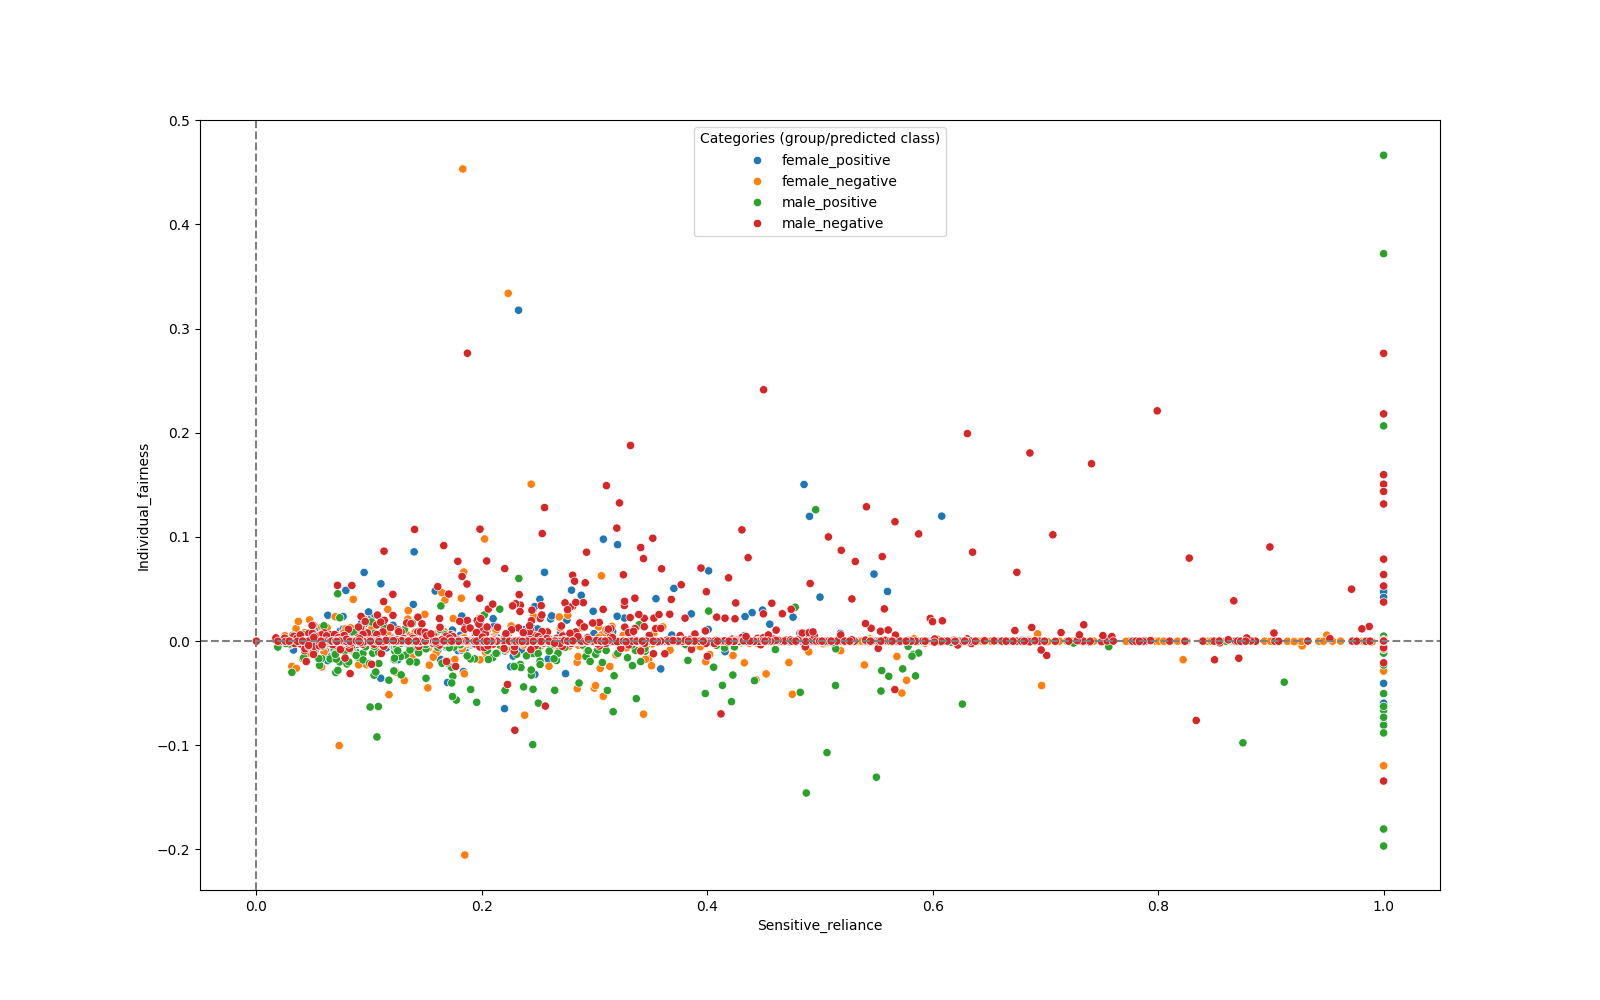 Categories (group/predicted class)
female_positive
female_negative
male_positive
male_negative
0.5
0.4
0.3
0.2
0.1
0.0
−0.1
−0.2
Individual_fairness
0.0 0.2 0.4 0.6 0.8 1.0
Sensitive_reliance